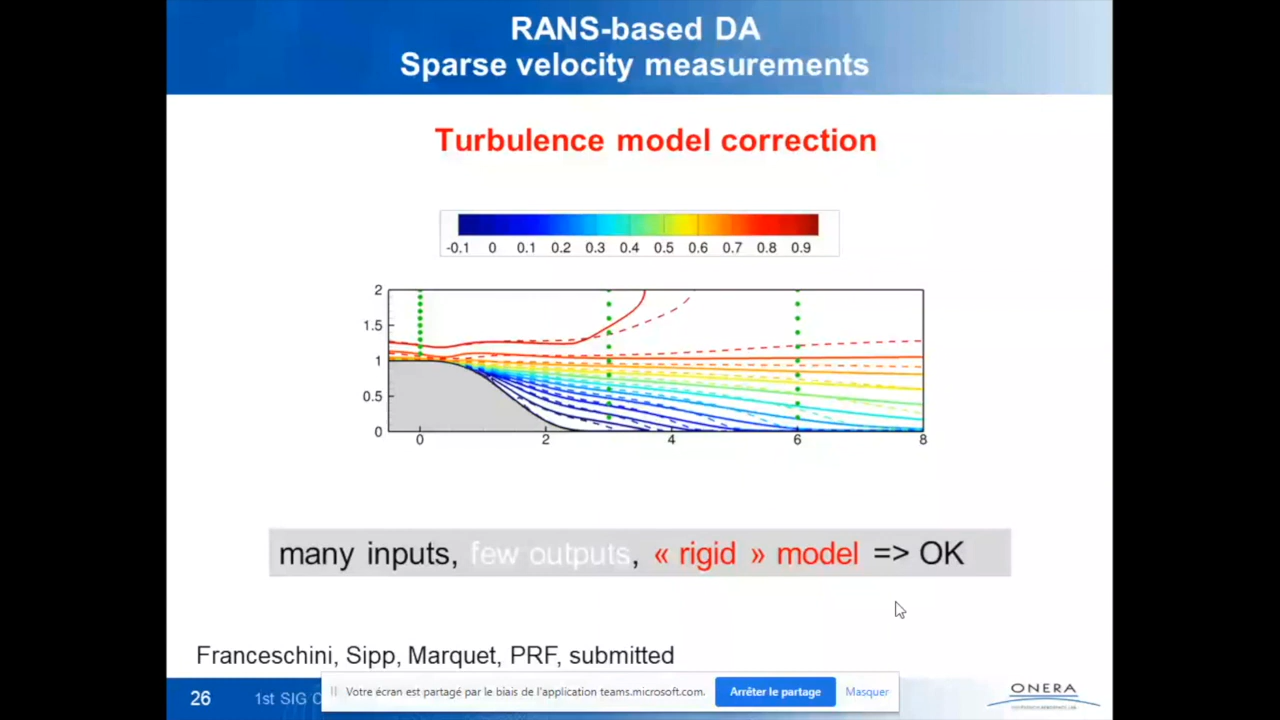 RANS-based DA
Sparse velocity measurements
Turbulence model correction
-0.1 0 0.1 0.2 0.3 0.4 0.5 0.6 0.7 0.8 0.9
2
1.5
1
0.5
0
0 2 4 6 8
many inputs, few outputs, « rigid » model => OK
Franceschini, Sipp, Marquet, PRF, submitted
26 1st SIG
Votre écran est partagé par le biais de l'application teams.microsoft.com. Arrêter le partage Masquer
ONERA